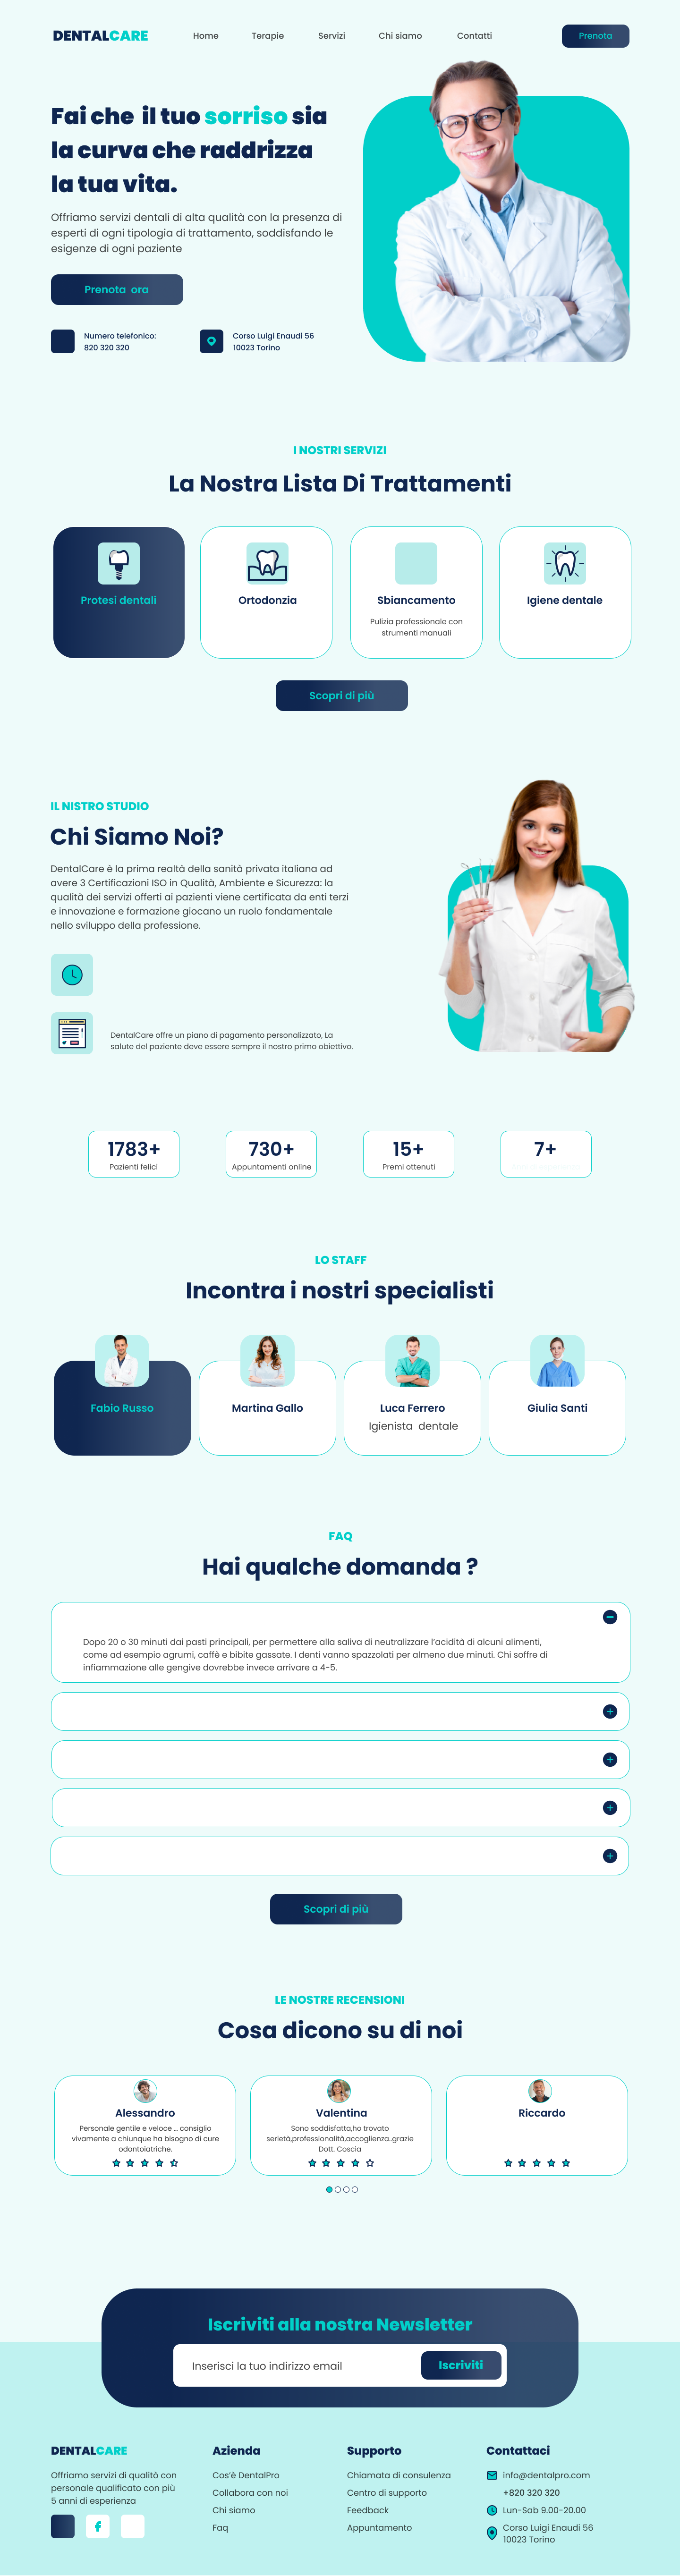 DENTALCARE
Home
Terapie
Servizi
Chi siamo
Contatti
Prenota
Fai che il tuo sorriso sia
la curva che raddrizza
la tua vita.
Offriamo servizi dentali di alta qualità con la presenza di
esperti di ogni tipologia di trattamento, soddisfando le
esigenze di ogni paziente
Prenota ora
Numero telefonico:
820 320 320
Corso Luigi Enaudi 56
10023 Torino
I NOSTRI SERVIZI
La Nostra Lista Di Trattamenti
Protesi dentali
Ortodonzia
Sbiancamento
Pulizia professionale con
strumenti manuali
Igiene dentale
Scopri di più
IL NISTRO STUDIO
Chi Siamo Noi?
DentalCare è la prima realtà della sanità privata italiana ad
avere 3 Certificazioni ISO in Qualità, Ambiente e Sicurezza: la
qualità dei servizi offerti ai pazienti viene certificata da enti terzi
e innovazione e formazione giocano un ruolo fondamentale
nello sviluppo della professione.
DentalCare offre un piano di pagamento personalizzato, La
salute del paziente deve essere sempre il nostro primo obiettivo.
1783+
Pazienti felici
730+
Appuntamenti online
15+
Premi ottenuti
7+
LO STAFF
Incontra i nostri specialisti
Fabio Russo
Martina Gallo
Luca Ferrero
Igienista dentale
Giulia Santi
FAQ
Hai qualche domanda ?
Dopo 20 o 30 minuti dai pasti principali, per permettere alla saliva di neutralizzare l'acidità di alcuni alimenti,
come ad esempio agrumi, caffè e bibite gassate. I denti vanno spazzolati per almeno due minuti. Chi soffre di
infiammazione alle gengive dovrebbe invece arrivare a 4-5.
Scopri di più
LE NOSTRE RECENSIONI
Cosa dicono su di noi
Alessandro
Personale gentile e veloce ... consiglio
vivamente a chiunque ha bisogno di cure
odontoiatriche.
Valentina
Sono soddisfatta,ho trovato
serietà,professionalità,accoglienza..grazie
Dott. Coscia
Riccardo
Iscriviti alla nostra Newsletter
Inserisci la tuo indirizzo email
Iscriviti
DENTALCARE
Offriamo servizi di qualitò con
personale qualificato con più
5 anni di esperienza
Azienda
Cos'è DentalPro
Collabora con noi
Chi siamo
Faq
Supporto
Chiamata di consulenza
Centro di supporto
Feedback
Appuntamento
Contattaci
info@dentalpro.com
+820 320 320
Lun-Sab 9.00-20.00
Corso Luigi Enaudi 56
10023 Torino